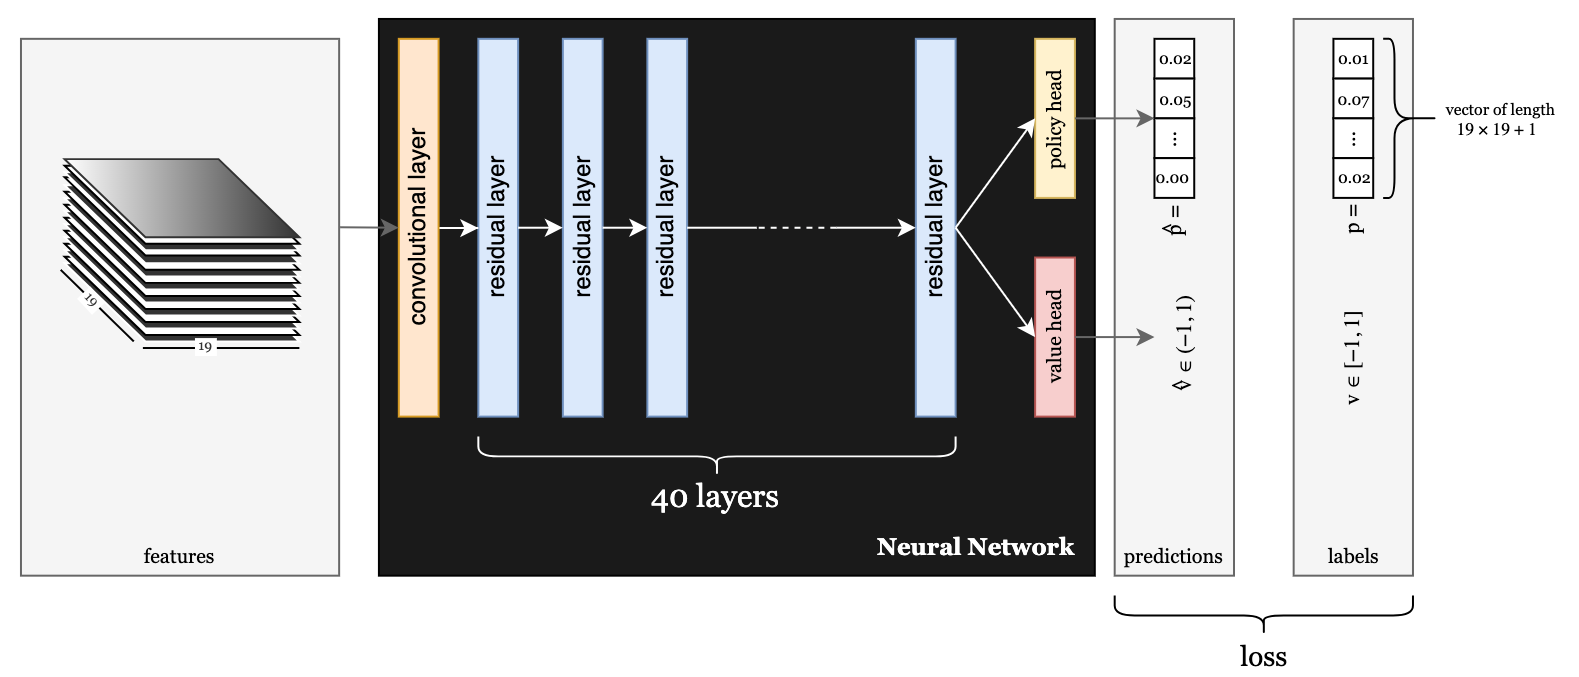 19
19
features
convolutional layer
residual layer
residual layer
residual layer
residual layer
40 layers
Neural Network
policy head
value head
0.02
0.05
⋮
0.00
p̂ =
v̂ ∈ (−1, 1)
predictions
0.01
0.07
⋮
0.02
p =
v ∈ [−1, 1]
labels
vector of length
19 × 19 + 1
loss